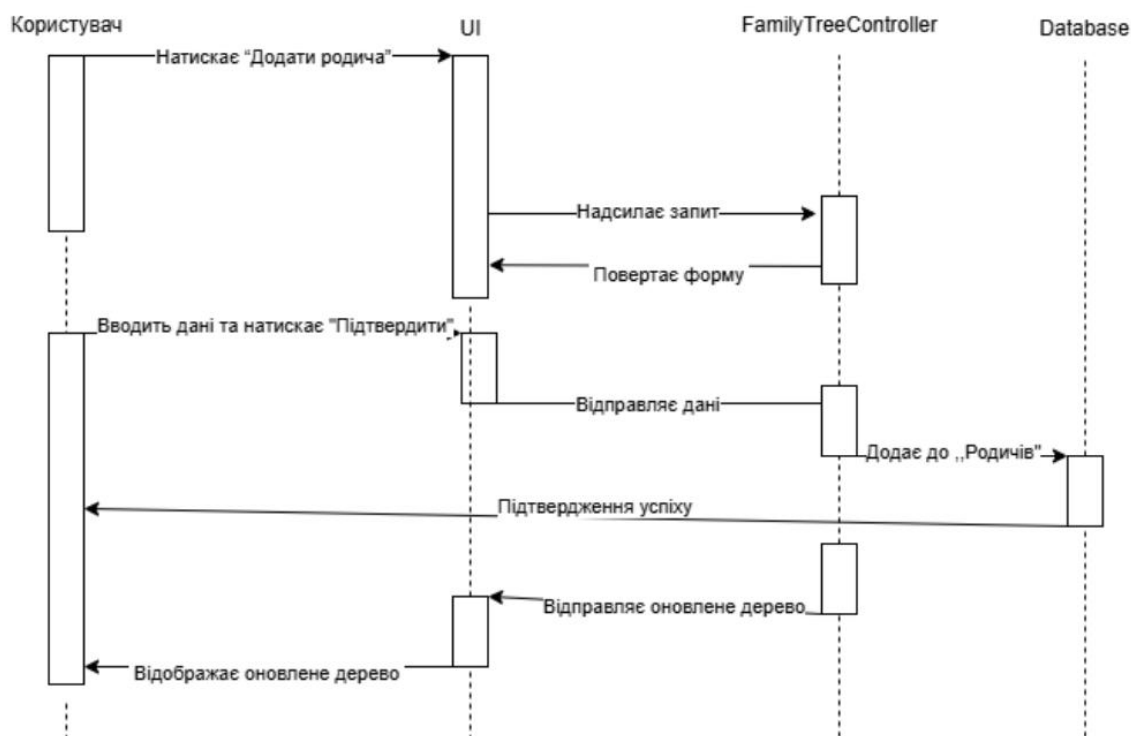 Користувач
UI
FamilyTreeController
Database
Натискає “Додати родича”
Надсилає запит
Повертає форму
Вводить дані та натискає "Підтвердити"
Відправляє дані
Додає до ,,Родичів"
Підтвердження успіху
Відправляє оновлене дерево
Відображає оновлене дерево